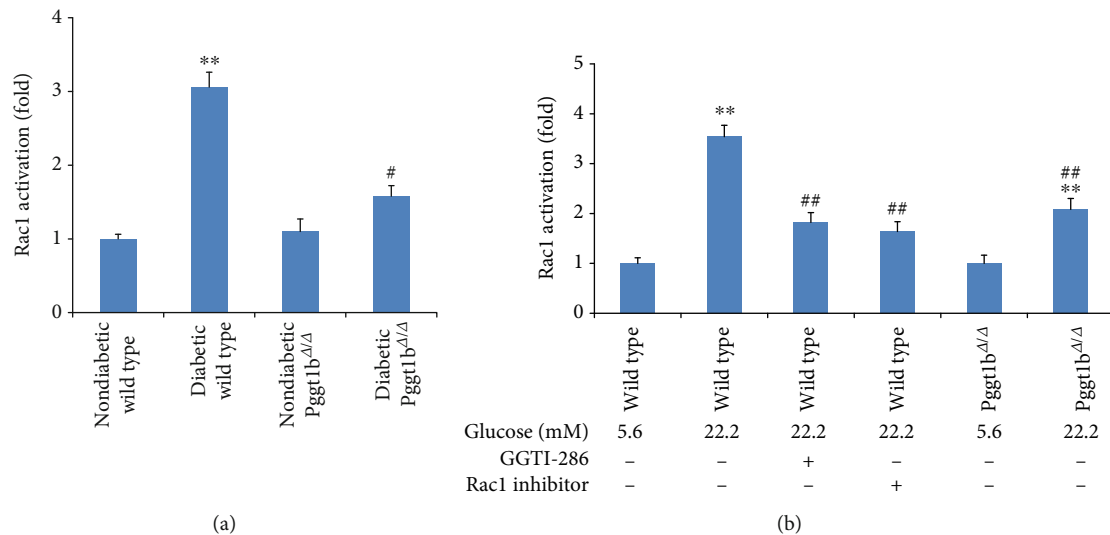 4
3
2
1
0
Rac1 activation (fold)
**
#
Nondiabetic
wild type
Diabetic
wild type
Nondiabetic
Pggt1bΔ/Δ
Diabetic
Pggt1bΔ/Δ
(a)
5
4
3
2
1
0
Rac1 activation (fold)
**
##
##
##
**
Wild type
Wild type
Wild type
Wild type
Pggt1bΔ/Δ
Pggt1bΔ/Δ
Glucose (mM) 5.6 22.2 22.2 22.2 5.6 22.2
GGTI-286 – – + – – –
Rac1 inhibitor – – – + – –
(b)